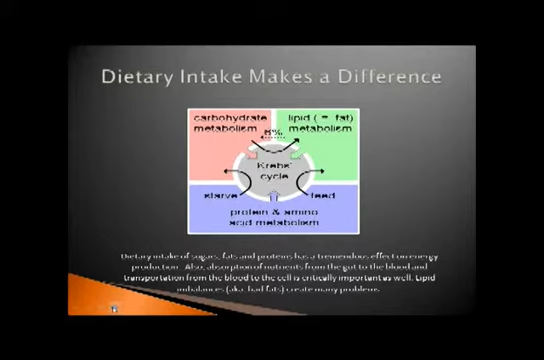 Dietary Intake Makes a Difference
carbohydrate metabolism
lipid ( = fat) metabolism
8%
Krebs' cycle
starve
feed
protein & amino
acid metabolism
Dietary intake of sugars, fats and proteins has a tremendous effect on energy
production. Also, absorption of nutrients from the gut to the blood and
transportation from the blood to the cell is critically important as well. Lipid
imbalances (aka: bad fats) create many problems.